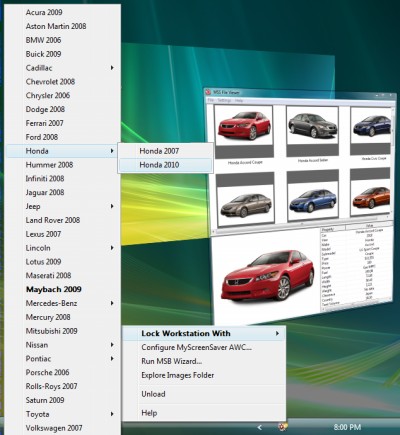 Acura 2009
Aston Martin 2008
BMW 2006
Buick 2009
Cadillac
Chevrolet 2008
Chrysler 2006
Dodge 2008
Ferrari 2007
Ford 2008
Honda
Hummer 2008
Infiniti 2008
Jaguar 2008
Jeep
Land Rover 2008
Lexus 2007
Lincoln
Lotus 2009
Maserati 2008
Maybach 2009
Mercedes-Benz
Mercury 2008
Mitsubishi 2009
Nissan
Pontiac
Porsche 2006
Rolls-Roys 2007
Saturn 2009
Toyota
Volkswagen 2007
Honda 2007
Honda 2010
Lock Workstation With
Configure MyScreenSaver AWC...
Run MSB Wizard...
Explore Images Folder
Unload
Help
MSS File Viewer
File Settings Help
Honda Accord Coupe
Honda Accord Sedan
Honda Civic Coupe
Property
Value
8:00 PM